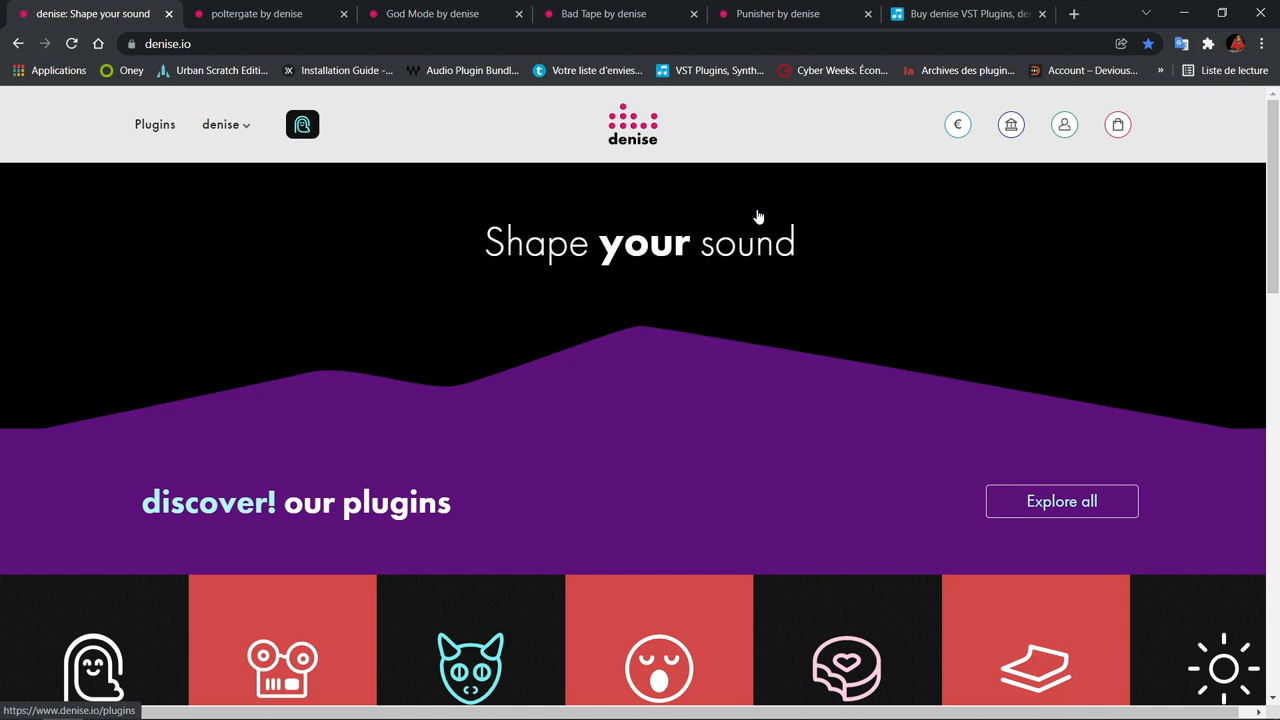 denise: Shape your sound
poltergate by denise
God Mode by denise
Bad Tape by denise
Punisher by denise
Buy denise VST Plugins, de
denise.io
Applications
Oney
Urban Scratch Editi...
Installation Guide -...
Audio Plugin Bundl...
Votre liste d'envies...
VST Plugins, Synth...
Cyber Weeks. Écon...
Archives des plugin...
Account – Devious...
»
Liste de lecture
Plugins
denise
denise
€
Shape your sound
discover! our plugins
Explore all
https://www.denise.io/plugins